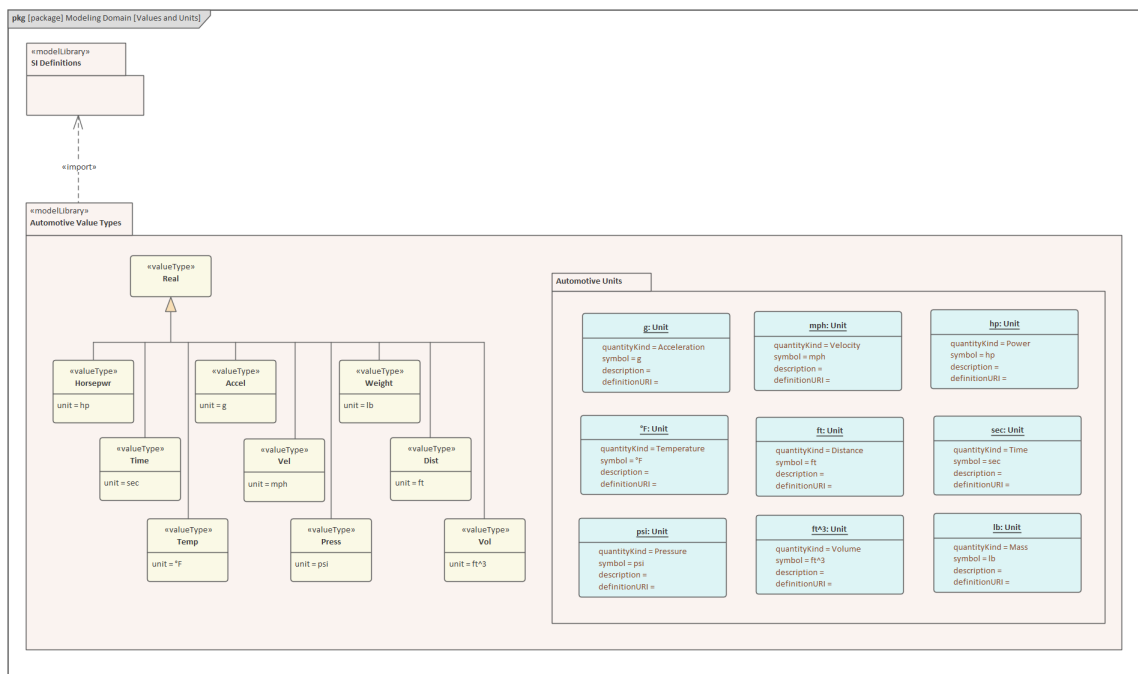 pkg [package] Modeling Domain [Values and Units]
«modelLibrary»
SI Definitions
«import»
«modelLibrary»
Automotive Value Types
«valueType»
Real
«valueType»
Horsepwr
unit = hp
«valueType»
Accel
unit = g
«valueType»
Weight
unit = lb
«valueType»
Time
unit = sec
«valueType»
Vel
unit = mph
«valueType»
Dist
unit = ft
«valueType»
Temp
unit = °F
«valueType»
Press
unit = psi
«valueType»
Vol
unit = ft^3
Automotive Units
g: Unit
quantityKind = Acceleration
symbol = g
description =
definitionURI =
mph: Unit
quantityKind = Velocity
symbol = mph
description =
definitionURI =
hp: Unit
quantityKind = Power
symbol = hp
description =
definitionURI =
°F: Unit
quantityKind = Temperature
symbol = °F
description =
definitionURI =
ft: Unit
quantityKind = Distance
symbol = ft
description =
definitionURI =
sec: Unit
quantityKind = Time
symbol = sec
description =
definitionURI =
psi: Unit
quantityKind = Pressure
symbol = psi
description =
definitionURI =
ft^3: Unit
quantityKind = Volume
symbol = ft^3
description =
definitionURI =
lb: Unit
quantityKind = Mass
symbol = lb
description =
definitionURI =